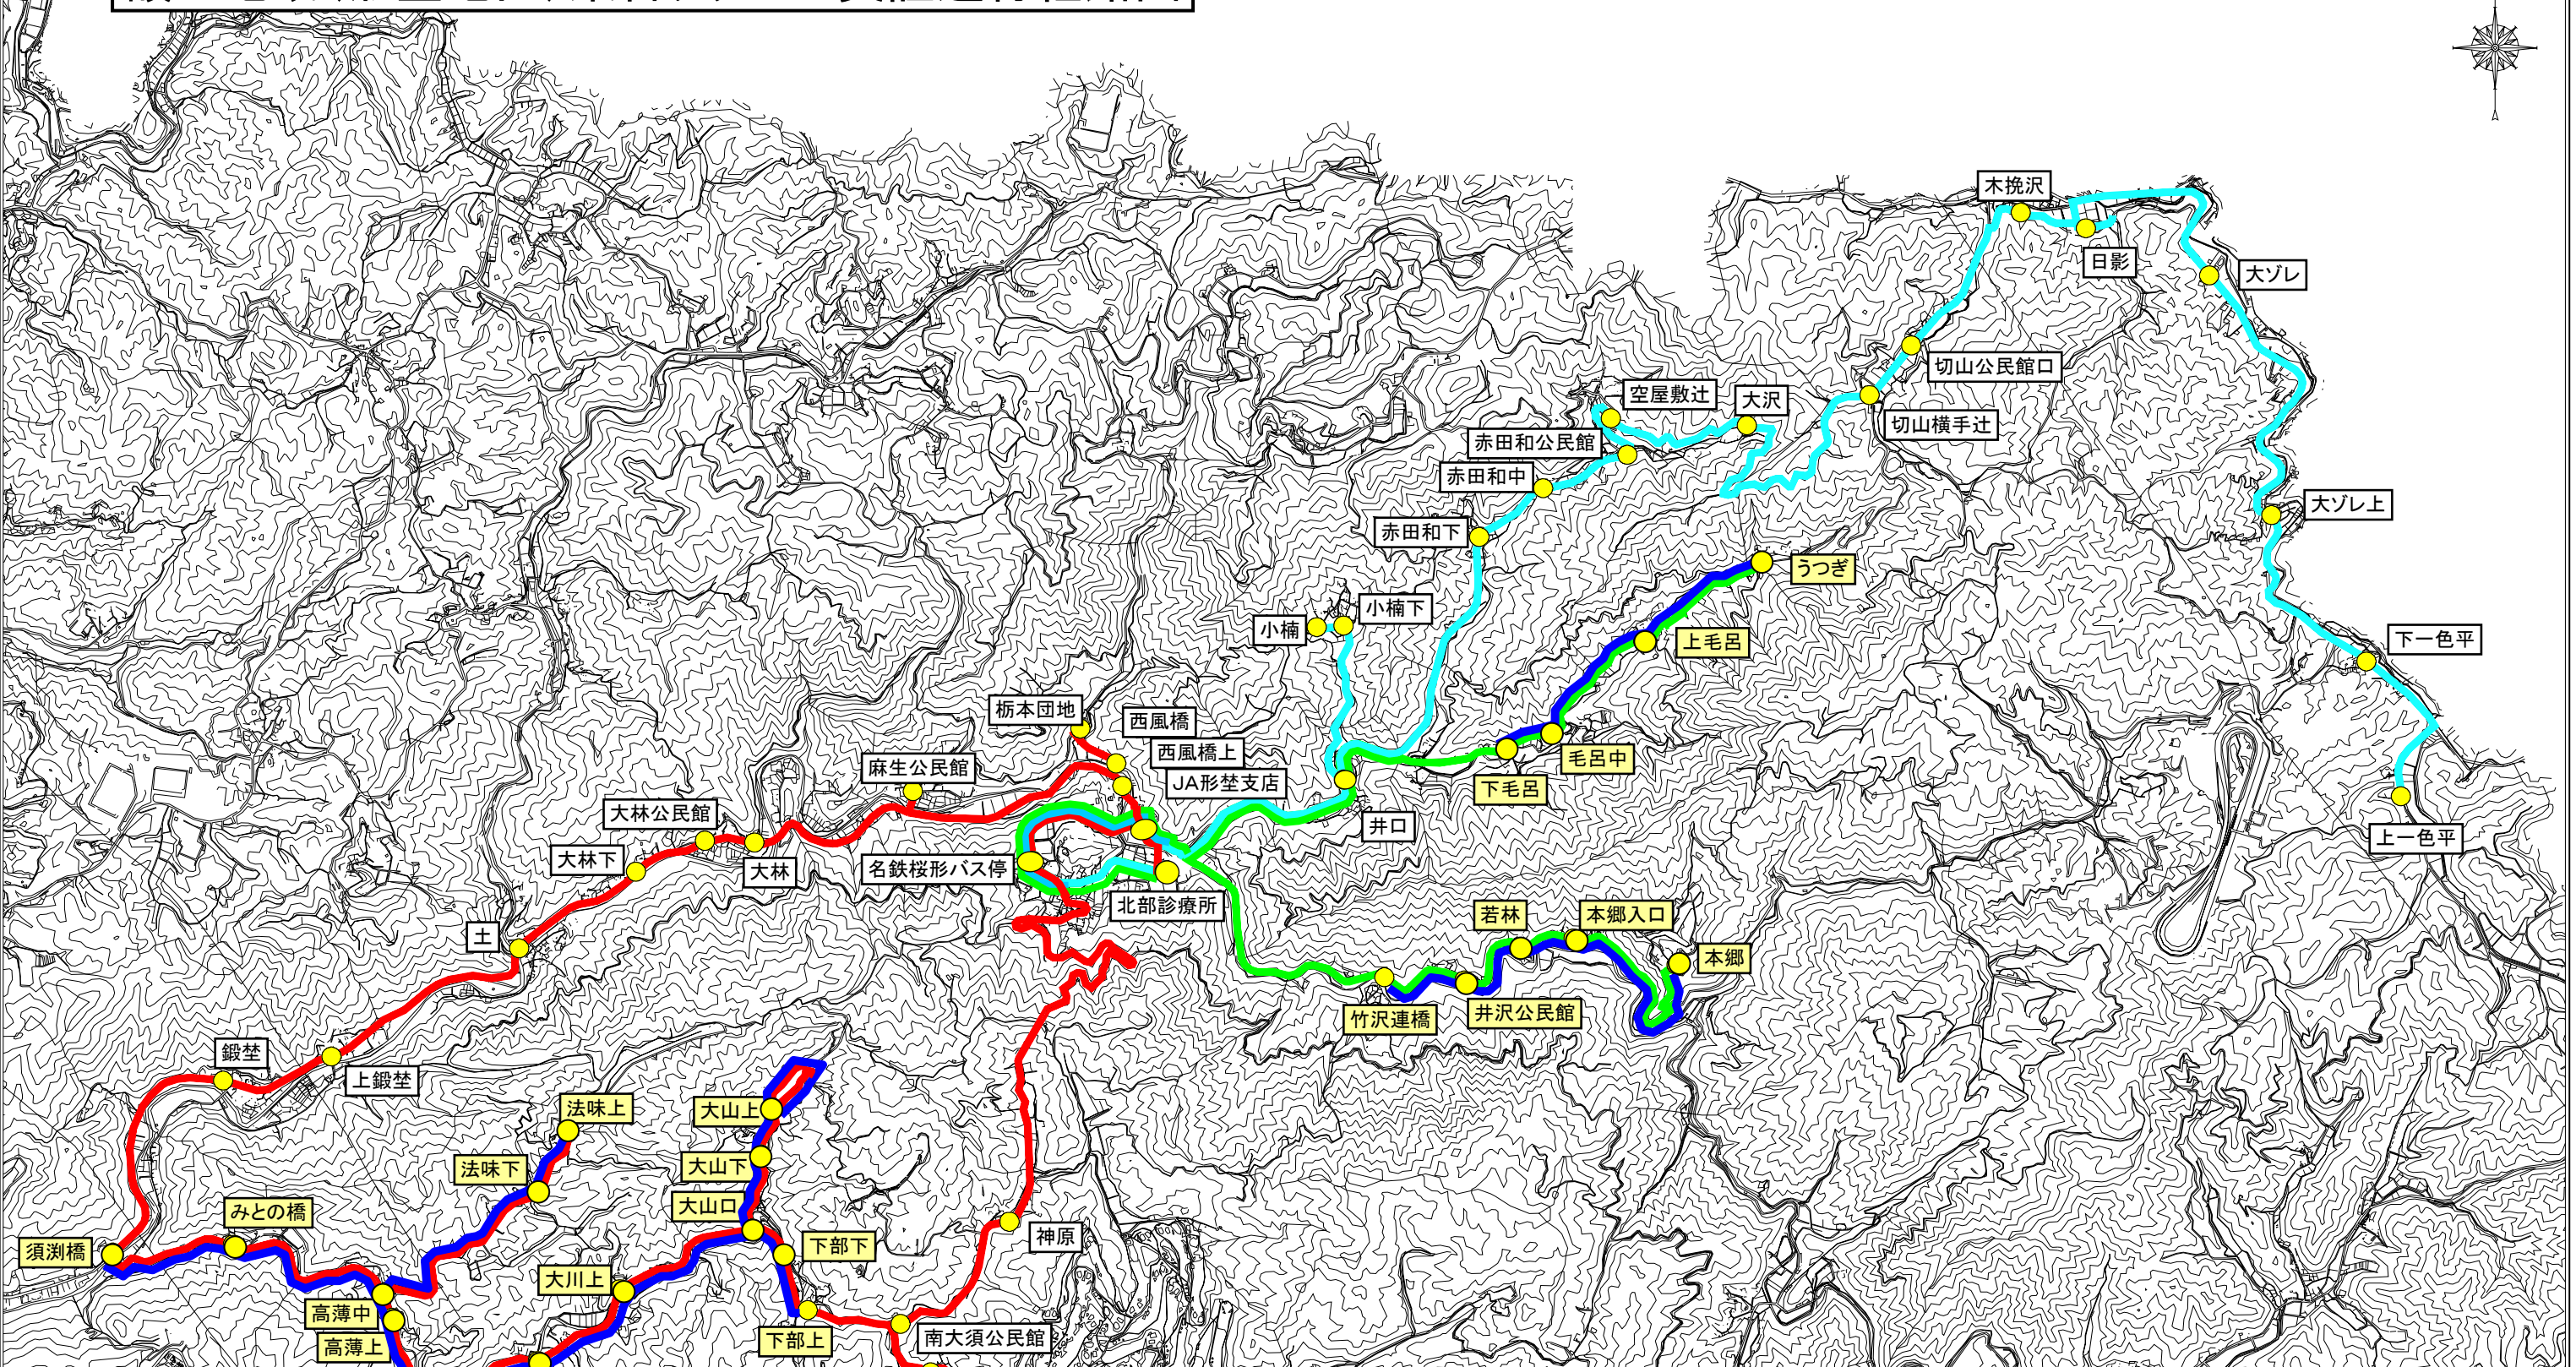 木挽沢
日影
大ゾレ
切山公民館口
切山横手辻
空屋敷辻
大沢
赤田和公民館
赤田和中
赤田和下
大ゾレ上
うつぎ
小楠下
小楠
上毛呂
下一色平
栃本団地
西風橋
西風橋上
麻生公民館
JA形埜支店
毛呂中
下毛呂
大林公民館
井口
上一色平
大林下
大林
名鉄桜形バス停
北部診療所
若林
本郷入口
土
本郷
竹沢連橋
井沢公民館
鍛埜
上鍛埜
法味上
大山上
法味下
大山下
大山口
みとの橋
須渕橋
下部下
神原
大川上
高薄中
高薄上
下部上
南大須公民館